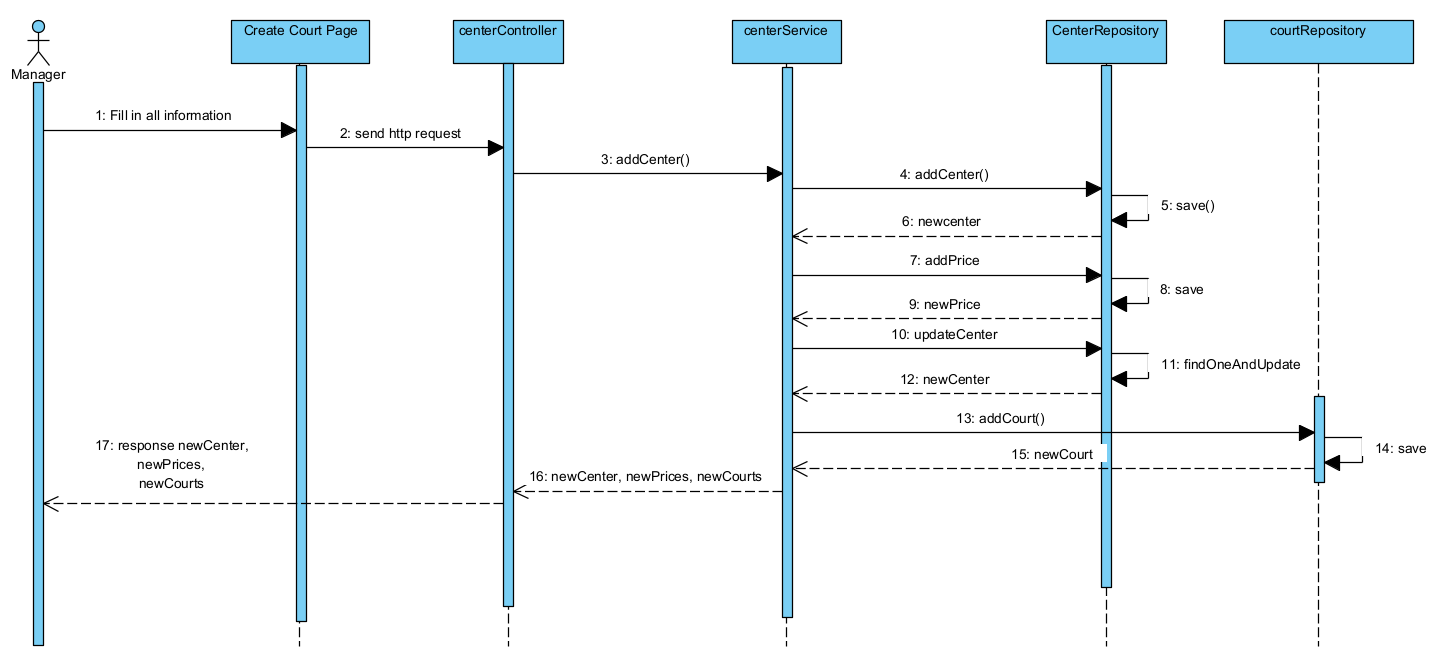 Manager
Create Court Page
centerController
centerService
CenterRepository
courtRepository
1: Fill in all information
2: send http request
3: addCenter()
4: addCenter()
5: save()
6: newcenter
7: addPrice
8: save
9: newPrice
10: updateCenter
11: findOneAndUpdate
12: newCenter
13: addCourt()
14: save
15: newCourt
16: newCenter, newPrices, newCourts
17: response newCenter,
newPrices,
newCourts